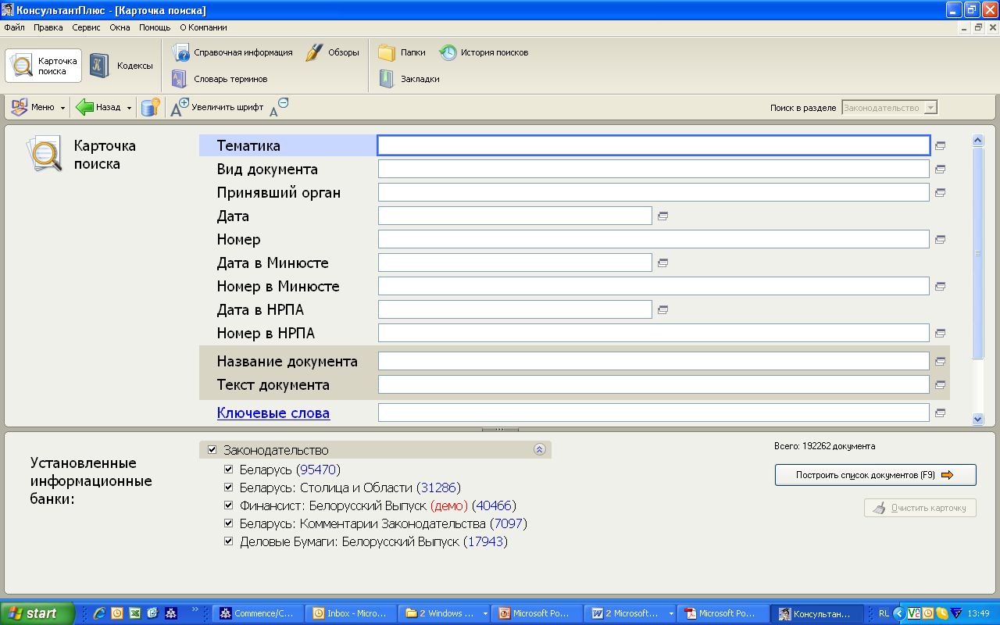 КонсультантПлюс - [Карточка поиска]
Файл Правка Сервис Окна Помощь О Компании
Карточка поиска
Кодексы
Справочная информация
Обзоры
Словарь терминов
Папки
История поисков
Закладки
Меню
Назад
Увеличить шрифт
Поиск в разделе Законодательство
Карточка
поиска
Тематика
Вид документа
Принявший орган
Дата
Номер
Дата в Минюсте
Номер в Минюсте
Дата в НРПА
Номер в НРПА
Название документа
Текст документа
Ключевые слова
Установленные
информационные
банки:
Законодательство
Беларусь (95470)
Беларусь: Столица и Области (31286)
Финансист: Белорусский Выпуск (демо) (40466)
Беларусь: Комментарии Законодательства (7097)
Деловые Бумаги: Белорусский Выпуск (17943)
Всего: 192262 документа
Построить список документов (F9)
Очистить карточку
start
Commence/C...
Inbox - Micro...
2 Windows ...
Microsoft Po...
2 Microsoft...
Microsoft Po...
Консультан...
RL
13:49